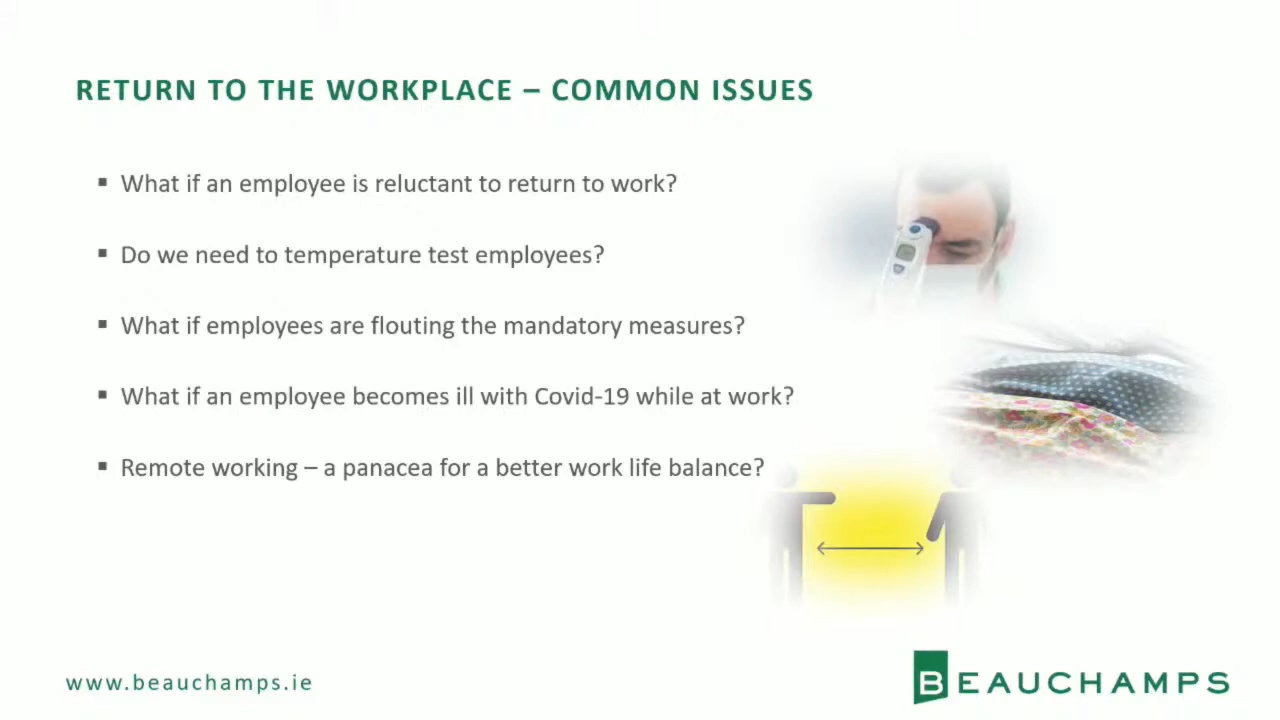 RETURN TO THE WORKPLACE – COMMON ISSUES
▪ What if an employee is reluctant to return to work?
▪ Do we need to temperature test employees?
▪ What if employees are flouting the mandatory measures?
▪ What if an employee becomes ill with Covid-19 while at work?
▪ Remote working – a panacea for a better work life balance?
www.beauchamps.ie
BEAUCHAMPS